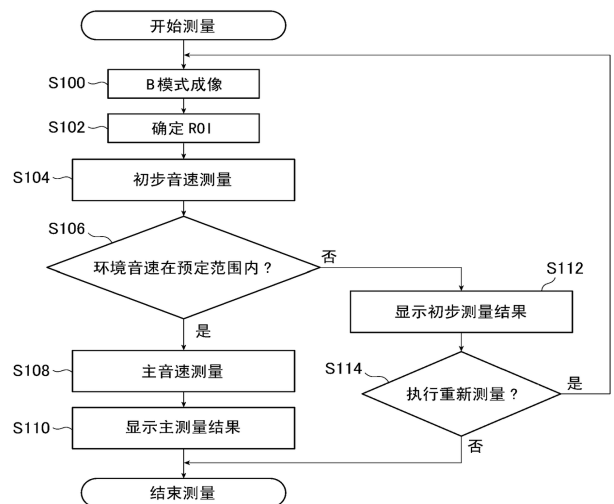 开始测量
S100
B模式成像
S102
确定 ROI
S104
初步音速测量
S106
环境音速在预定范围内？
否
是
S112
显示初步测量结果
S108
主音速测量
S114
执行重新测量？
是
否
S110
显示主测量结果
结束测量